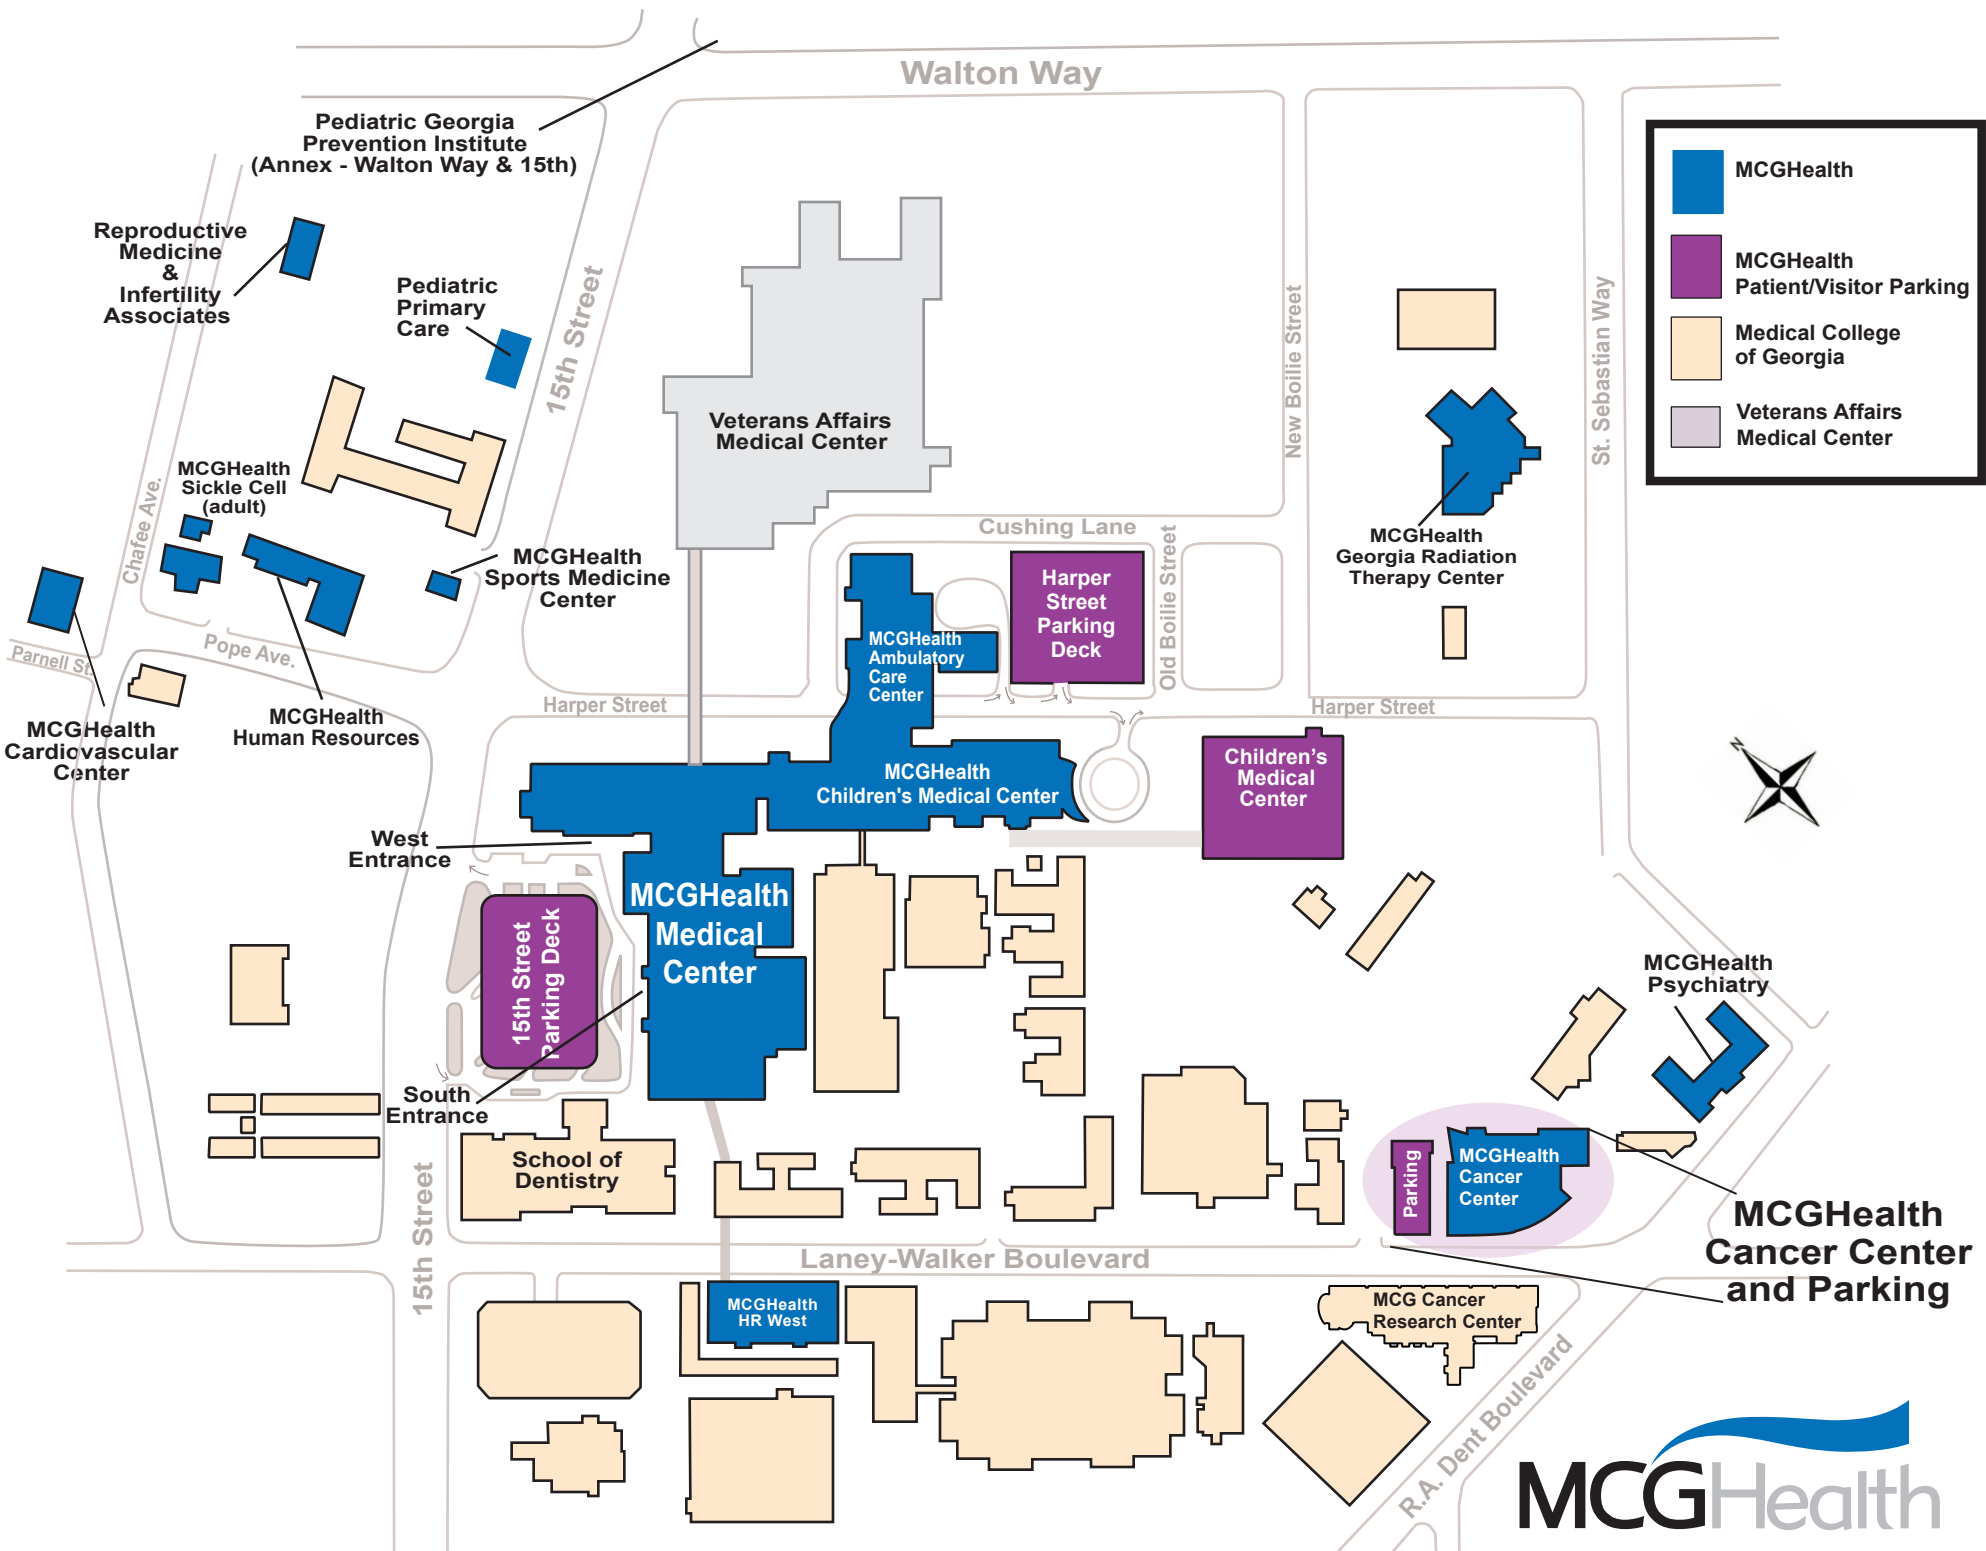 Walton Way
Pediatric Georgia
Prevention Institute
(Annex - Walton Way & 15th)
MCGHealth
MCGHealth
Patient/Visitor Parking
Medical College
of Georgia
Veterans Affairs
Medical Center
Reproductive
Medicine
&
Infertility
Associates
Pediatric
Primary
Care
15th Street
Veterans Affairs
Medical Center
New Boilie Street
St. Sebastian Way
MCGHealth
Sickle Cell
(adult)
Chafee Ave.
MCGHealth
Sports Medicine
Center
Cushing Lane
Harper
Street
Parking
Deck
Old Boilie Street
MCGHealth
Georgia Radiation
Therapy Center
MCGHealth
Ambulatory
Care
Center
Parnell St.
Pope Ave.
Harper Street
Harper Street
MCGHealth
Cardiovascular
Center
MCGHealth
Human Resources
N
MCGHealth
Children's Medical Center
Children's
Medical
Center
West
Entrance
MCGHealth
Medical
Center
15th Street
Parking Deck
MCGHealth
Psychiatry
South
Entrance
School of
Dentistry
Parking
MCGHealth
Cancer
Center
MCGHealth
Cancer Center
and Parking
15th Street
Laney-Walker Boulevard
MCGHealth
HR West
MCG Cancer
Research Center
R.A. Dent Boulevard
MCGHealth